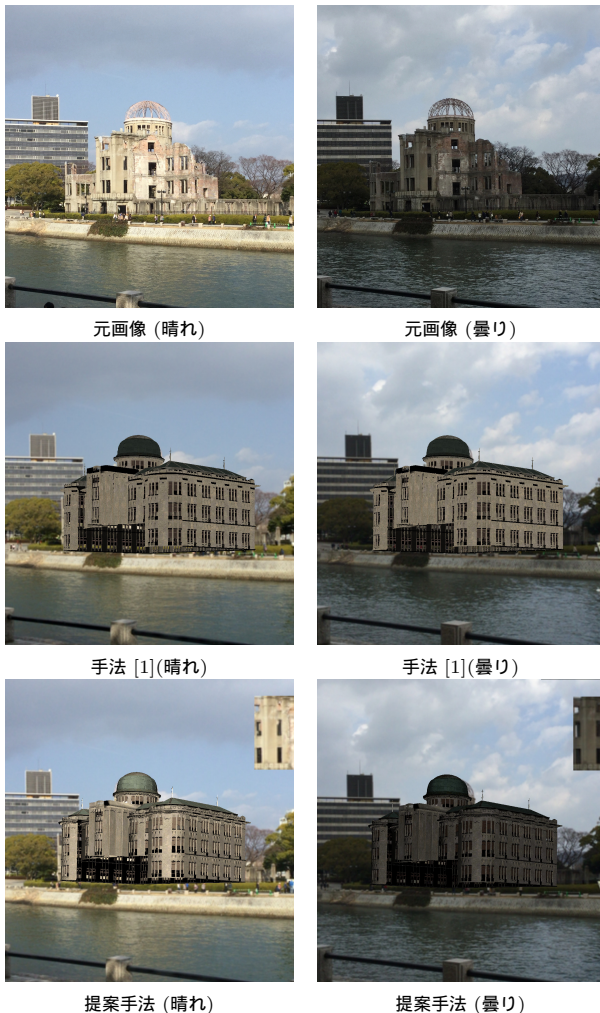 元画像 (晴れ)
元画像 (曇り)
手法 [1](晴れ)
手法 [1](曇り)
提案手法 (晴れ)
提案手法 (曇り)